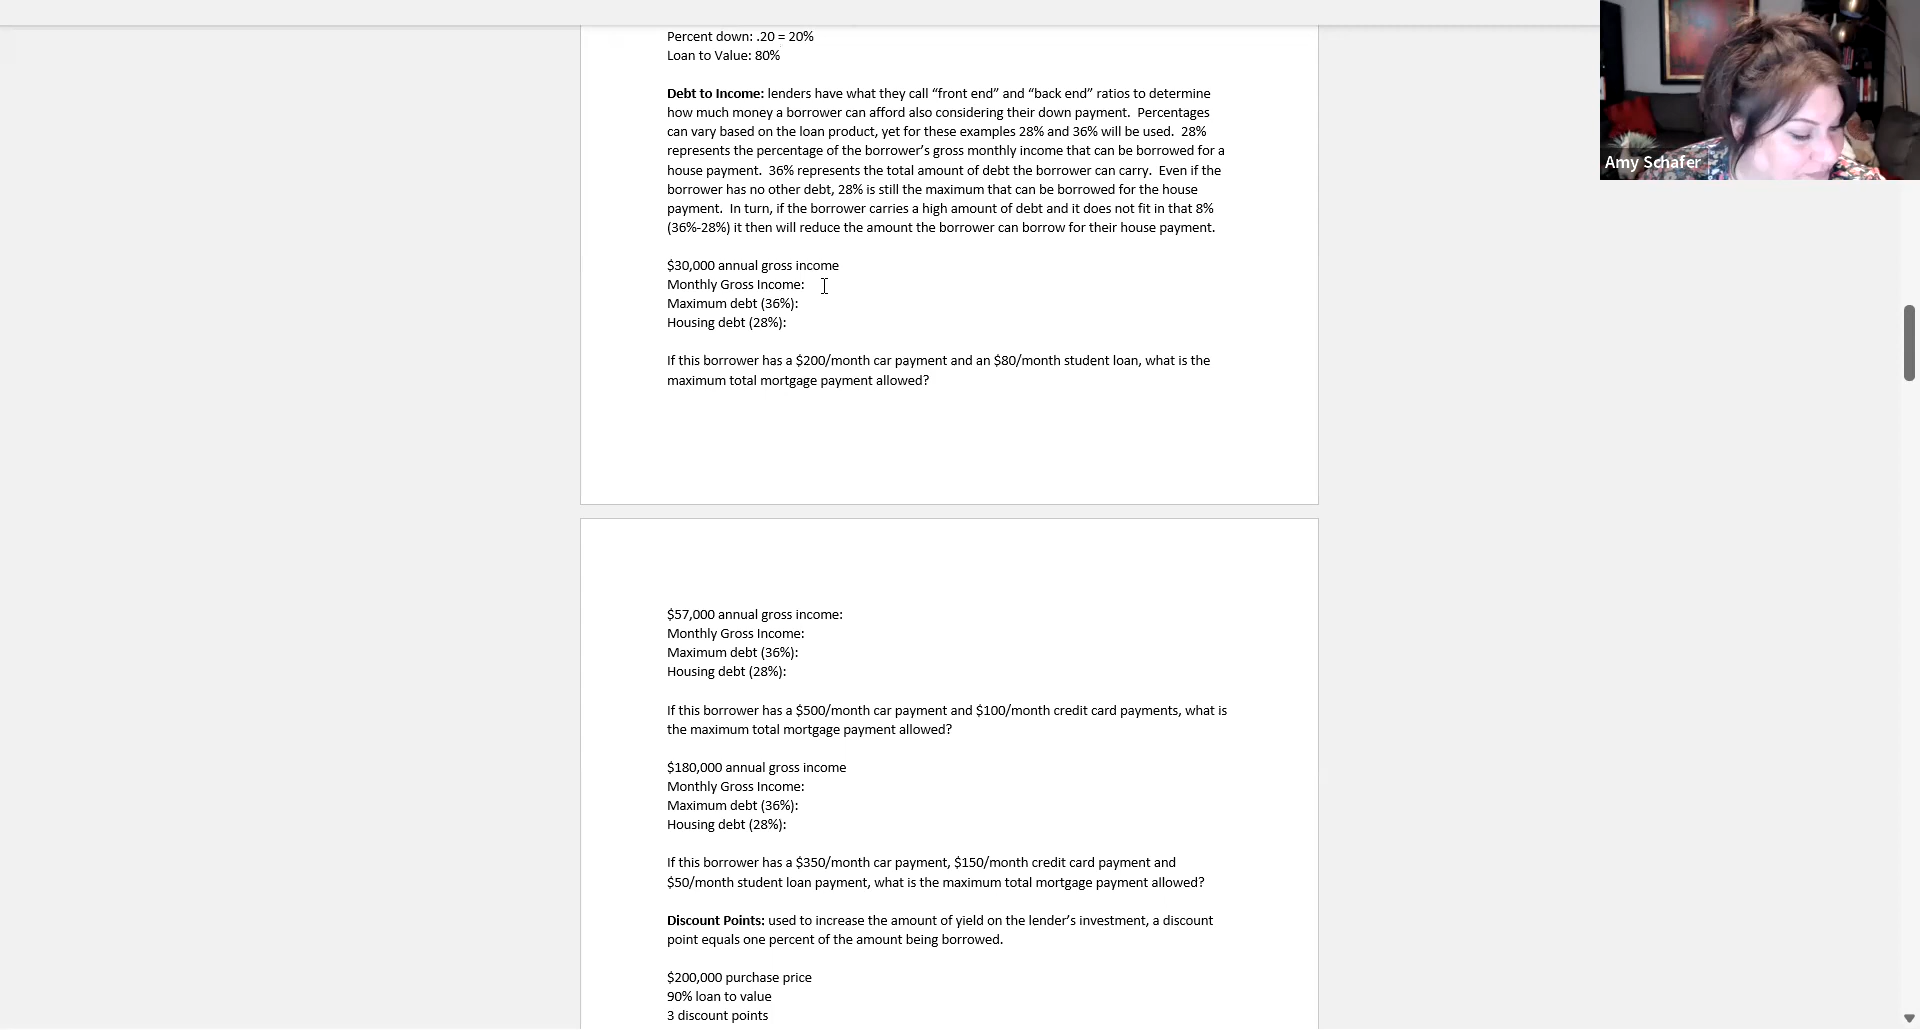 Percent down: .20 = 20%
Loan to Value: 80%
Amy Schafer
Debt to Income: lenders have what they call “front end” and “back end” ratios to determine
how much money a borrower can afford also considering their down payment.  Percentages
can vary based on the loan product, yet for these examples 28% and 36% will be used.  28%
represents the percentage of the borrower’s gross monthly income that can be borrowed for a
house payment.  36% represents the total amount of debt the borrower can carry.  Even if the
borrower has no other debt, 28% is still the maximum that can be borrowed for the house
payment.  In turn, if the borrower carries a high amount of debt and it does not fit in that 8%
(36%-28%) it then will reduce the amount the borrower can borrow for their house payment.
$30,000 annual gross income
Monthly Gross Income:
Maximum debt (36%):
Housing debt (28%):
If this borrower has a $200/month car payment and an $80/month student loan, what is the
maximum total mortgage payment allowed?
$57,000 annual gross income:
Monthly Gross Income:
Maximum debt (36%):
Housing debt (28%):
If this borrower has a $500/month car payment and $100/month credit card payments, what is
the maximum total mortgage payment allowed?
$180,000 annual gross income
Monthly Gross Income:
Maximum debt (36%):
Housing debt (28%):
If this borrower has a $350/month car payment, $150/month credit card payment and
$50/month student loan payment, what is the maximum total mortgage payment allowed?
Discount Points: used to increase the amount of yield on the lender’s investment, a discount
point equals one percent of the amount being borrowed.
$200,000 purchase price
90% loan to value
3 discount points